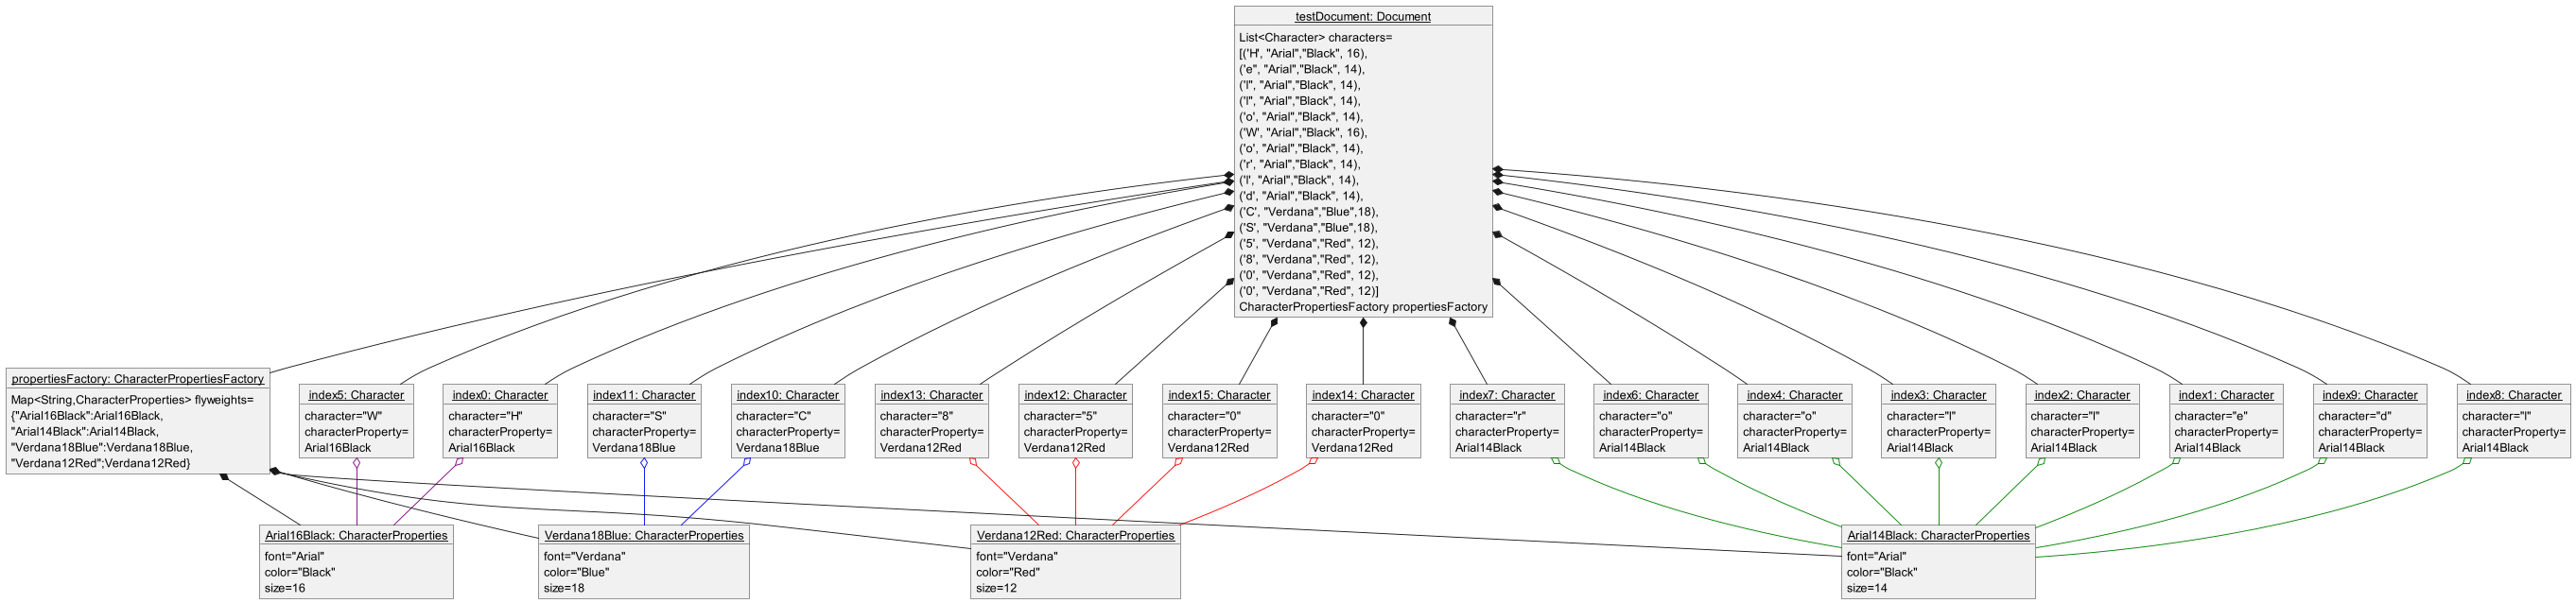 testDocument: Document
List<Character> characters=
[('H', "Arial","Black", 16),
('e", "Arial","Black", 14),
('l", "Arial","Black", 14),
('l", "Arial","Black", 14),
('o', "Arial","Black", 14),
('W', "Arial","Black", 16),
('o', "Arial","Black", 14),
('r', "Arial","Black", 14),
('l', "Arial","Black", 14),
('d', "Arial","Black", 14),
('C', "Verdana","Blue",18),
('S', "Verdana","Blue",18),
('5', "Verdana","Red", 12),
('8', "Verdana","Red", 12),
('0', "Verdana","Red", 12),
('0', "Verdana","Red", 12)]
CharacterPropertiesFactory propertiesFactory
propertiesFactory: CharacterPropertiesFactory
Map<String,CharacterProperties> flyweights=
{"Arial16Black":Arial16Black,
"Arial14Black":Arial14Black,
"Verdana18Blue":Verdana18Blue,
"Verdana12Red";Verdana12Red}
index5: Character
character="W"
characterProperty=
Arial16Black
index0: Character
character="H"
characterProperty=
Arial16Black
index11: Character
character="S"
characterProperty=
Verdana18Blue
index10: Character
character="C"
characterProperty=
Verdana18Blue
index13: Character
character="8"
characterProperty=
Verdana12Red
index12: Character
character="5"
characterProperty=
Verdana12Red
index15: Character
character="0"
characterProperty=
Verdana12Red
index14: Character
character="0"
characterProperty=
Verdana12Red
index7: Character
character="r"
characterProperty=
Arial14Black
index6: Character
character="o"
characterProperty=
Arial14Black
index4: Character
character="o"
characterProperty=
Arial14Black
index3: Character
character="l"
characterProperty=
Arial14Black
index2: Character
character="l"
characterProperty=
Arial14Black
index1: Character
character="e"
characterProperty=
Arial14Black
index9: Character
character="d"
characterProperty=
Arial14Black
index8: Character
character="l"
characterProperty=
Arial14Black
Arial16Black: CharacterProperties
font="Arial"
color="Black"
size=16
Verdana18Blue: CharacterProperties
font="Verdana"
color="Blue"
size=18
Verdana12Red: CharacterProperties
font="Verdana"
color="Red"
size=12
Arial14Black: CharacterProperties
font="Arial"
color="Black"
size=14